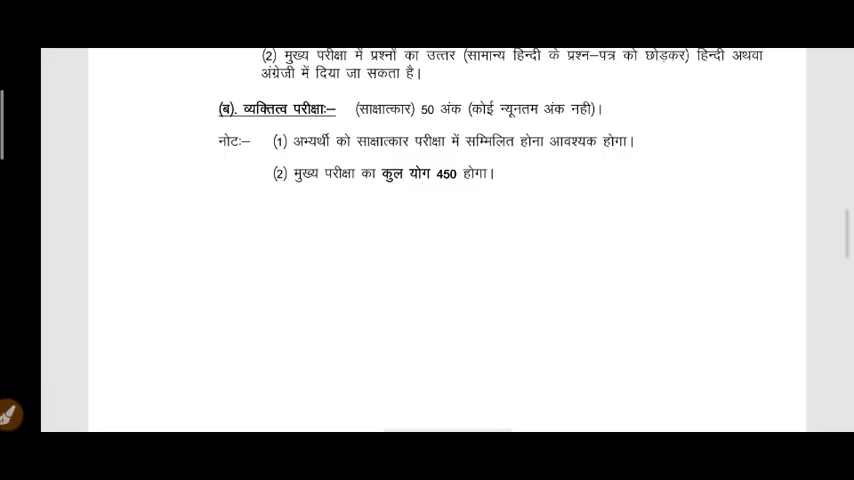 (2) मुख्य परीक्षा में प्रश्नों का उत्तर (सामान्य हिन्दी के प्रश्न–पत्र को छोड़कर) हिन्दी अथवा
अंग्रेजी में दिया जा सकता है।
(ब). व्यक्तित्व परीक्षाः– (साक्षात्कार) 50 अंक (कोई न्यूनतम अंक नही)।
नोटः– (1) अभ्यर्थी को साक्षात्कार परीक्षा में सम्मिलित होना आवश्यक होगा।
(2) मुख्य परीक्षा का कुल योग 450 होगा।